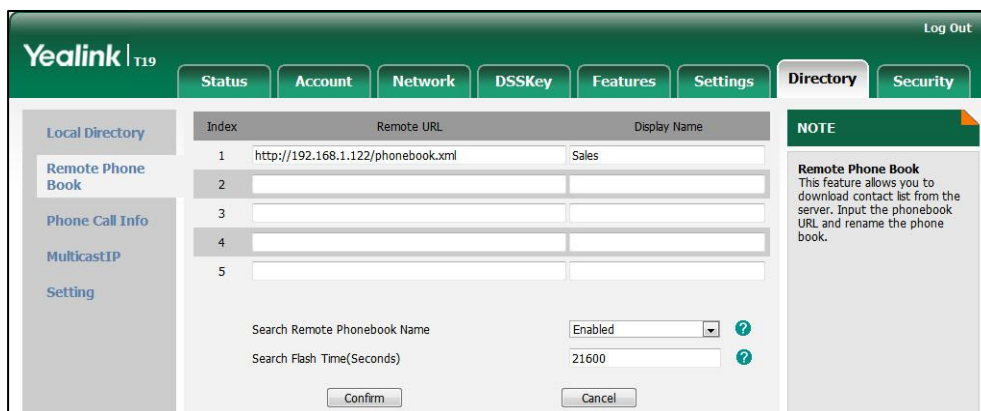 Log Out
Yealink T19
Status Account Network DSSKey Features Settings Directory Security
Local Directory
Remote Phone
Book
Phone Call Info
MulticastIP
Setting
Index Remote URL Display Name
1 http://192.168.1.122/phonebook.xml Sales
2
3
4
5
Search Remote Phonebook Name Enabled ?
Search Flash Time(Seconds) 21600 ?
Confirm Cancel
NOTE
Remote Phone Book
This feature allows you to
download contact list from the
server. Input the phonebook
URL and rename the phone
book.